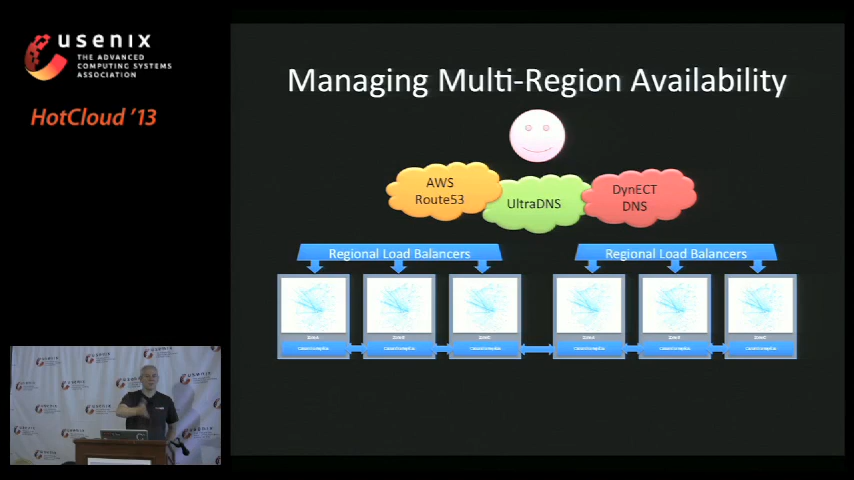 usenix
THE ADVANCED
COMPUTING SYSTEMS
ASSOCIATION
HotCloud '13
Managing Multi-Region Availability
AWS
Route53
UltraDNS
DynECT
DNS
Regional Load Balancers
Regional Load Balancers